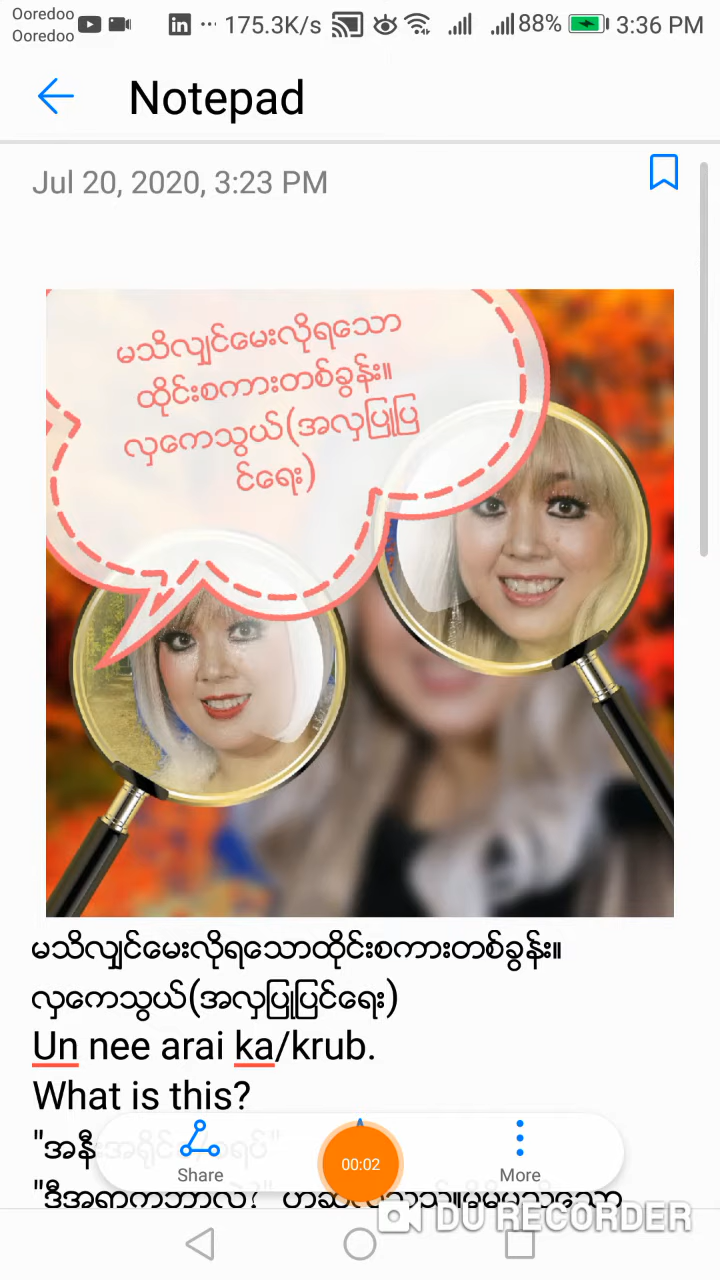 Ooredoo
Ooredoo
175.3K/s
88%
3:36 PM
Notepad
Jul 20, 2020, 3:23 PM
မသိလျှင်မေးလို့ရသော
ထိုင်းစကားတစ်ခွန်း။
လှကေသွယ်(အလှပြုပြ
င်ရေး)
မသိလျှင်မေးလို့ရသောထိုင်းစကားတစ်ခွန်း။
လှကေသွယ်(အလှပြုပြင်ရေး)
Un nee arai ka/krub.
What is this?
"အနီး
Share
00:02
More
DU RECORDER